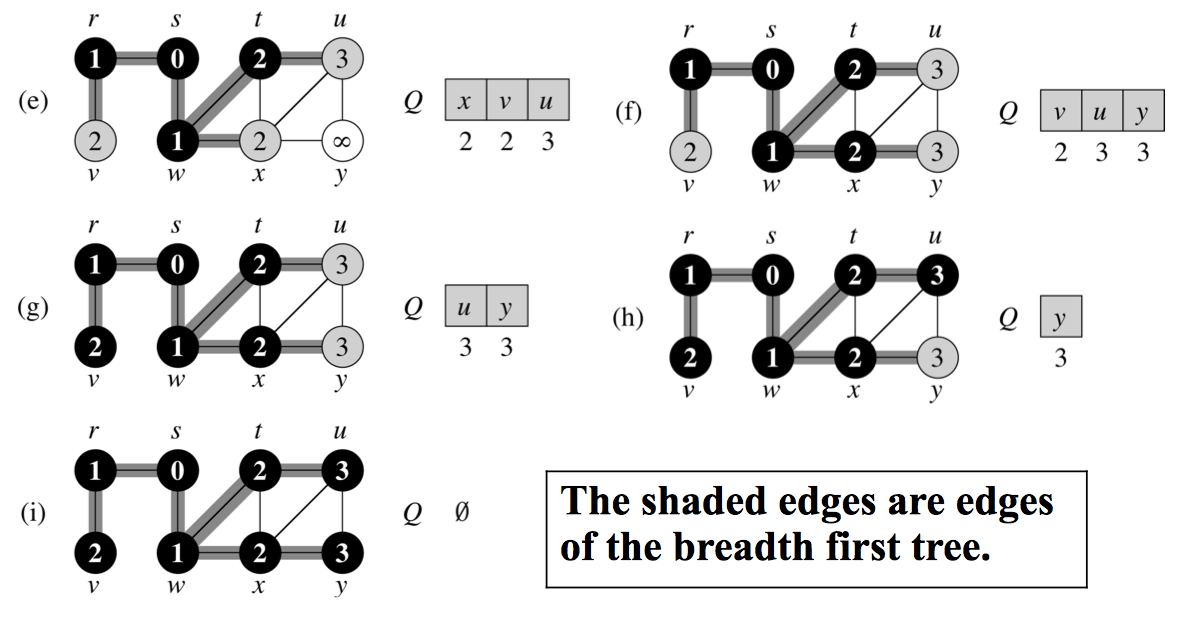 r s t u
1 0 2 3
(e)
Q x v u
2 1 2 ∞
2 2 3
v w x y
r s t u
1 0 2 3
(f)
Q v u y
2 1 2 3
2 3 3
v w x y
r s t u
1 0 2 3
(g)
Q u y
2 1 2 3
3 3
v w x y
r s t u
1 0 2 3
(h)
Q y
2 1 2 3
3
v w x y
r s t u
1 0 2 3
(i)
Q ∅
2 1 2 3
v w x y
The shaded edges are edges
of the breadth first tree.